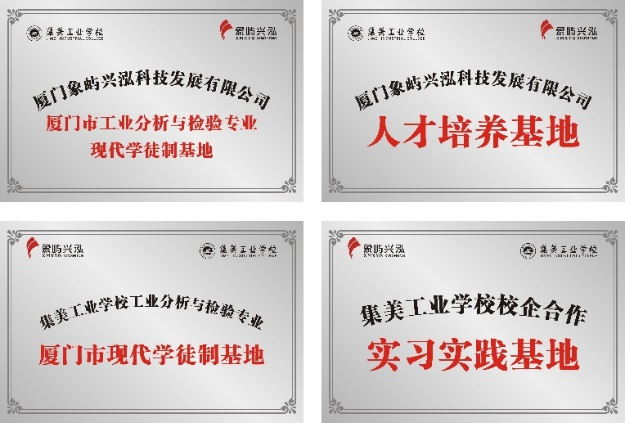 集美工业学校
象屿兴泓
厦门象屿兴泓科技发展有限公司
厦门市工业分析与检验专业
现代学徒制基地
集美工业学校
象屿兴泓
厦门象屿兴泓科技发展有限公司
人才培养基地
象屿兴泓
集美工业学校
集美工业学校工业分析与检验专业
厦门市现代学徒制基地
象屿兴泓
集美工业学校
集美工业学校校企合作
实习实践基地